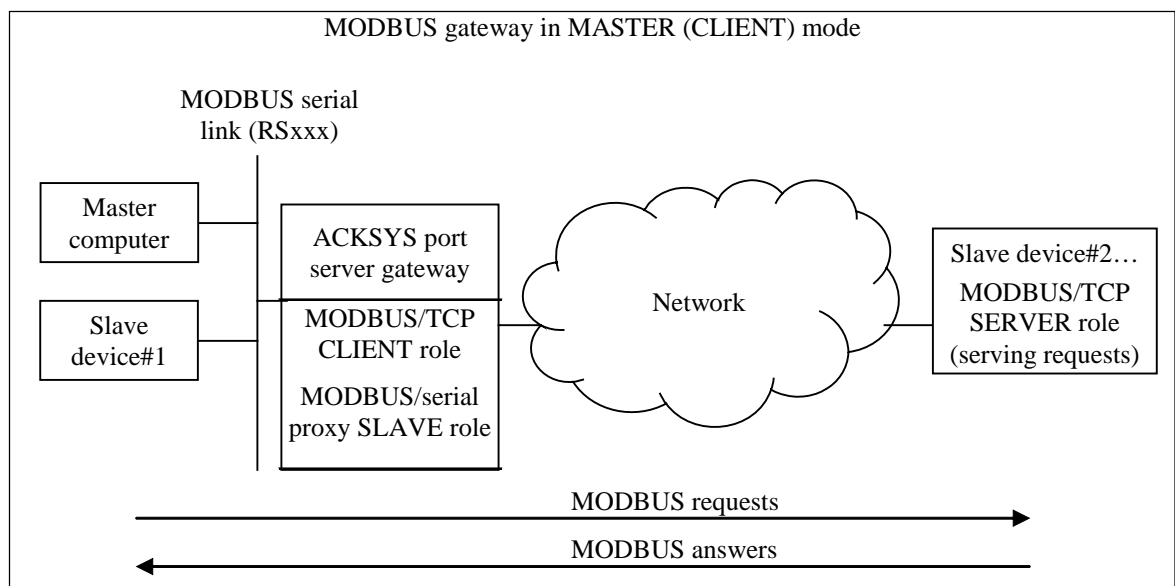 MODBUS gateway in MASTER (CLIENT) mode
MODBUS serial
link (RSxxx)
Master
computer
Slave
device#1
ACKSYS port
server gateway
MODBUS/TCP
CLIENT role
MODBUS/serial
proxy SLAVE role
Network
Slave device#2…
MODBUS/TCP
SERVER role
(serving requests)
MODBUS requests
MODBUS answers